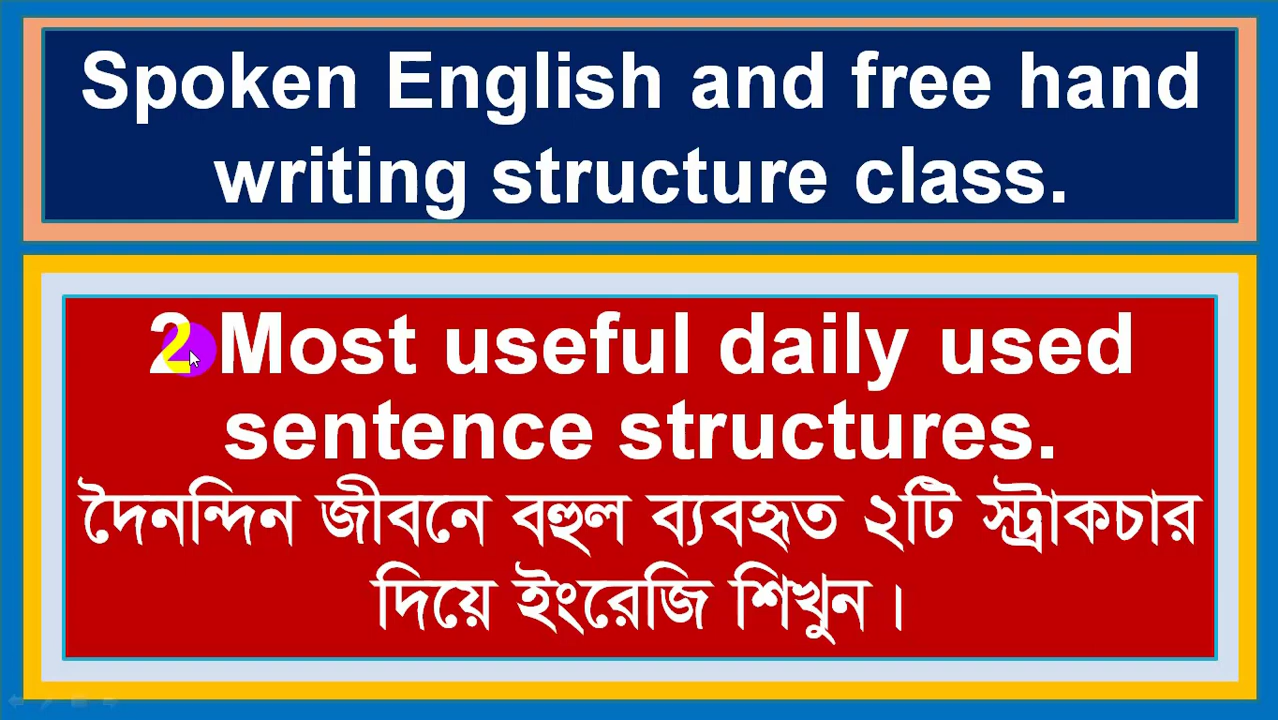 Spoken English and free hand
writing structure class.
2 Most useful daily used
sentence structures.
দৈনন্দিন জীবনে বহুল ব্যবহৃত ২টি স্ট্রাকচার
দিয়ে ইংরেজি শিখুন।